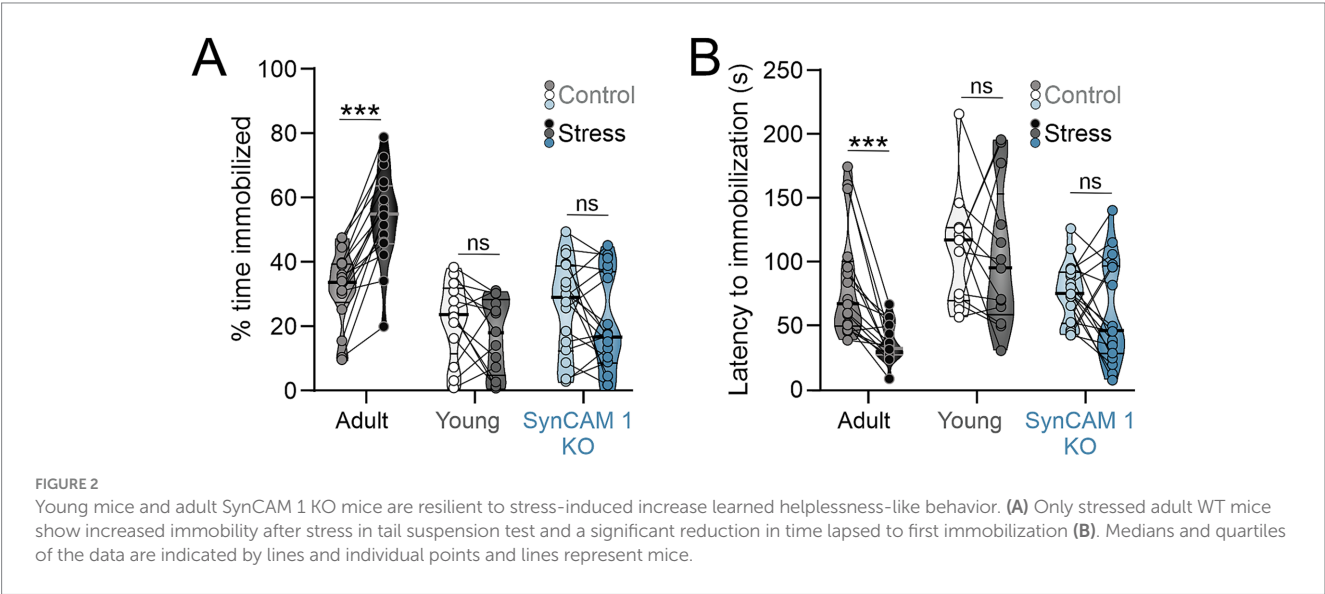 A
B
% time immobilized
100
80
60
40
20
0
***
ns
ns
Control
Stress
Adult
Young
SynCAM 1
KO
Latency to immobilization (s)
250
200
150
100
50
0
***
ns
ns
Control
Stress
Adult
Young
SynCAM 1
KO
FIGURE 2
Young mice and adult SynCAM 1 KO mice are resilient to stress-induced increase learned helplessness-like behavior. (A) Only stressed adult WT mice
show increased immobility after stress in tail suspension test and a significant reduction in time lapsed to first immobilization (B). Medians and quartiles
of the data are indicated by lines and individual points and lines represent mice.